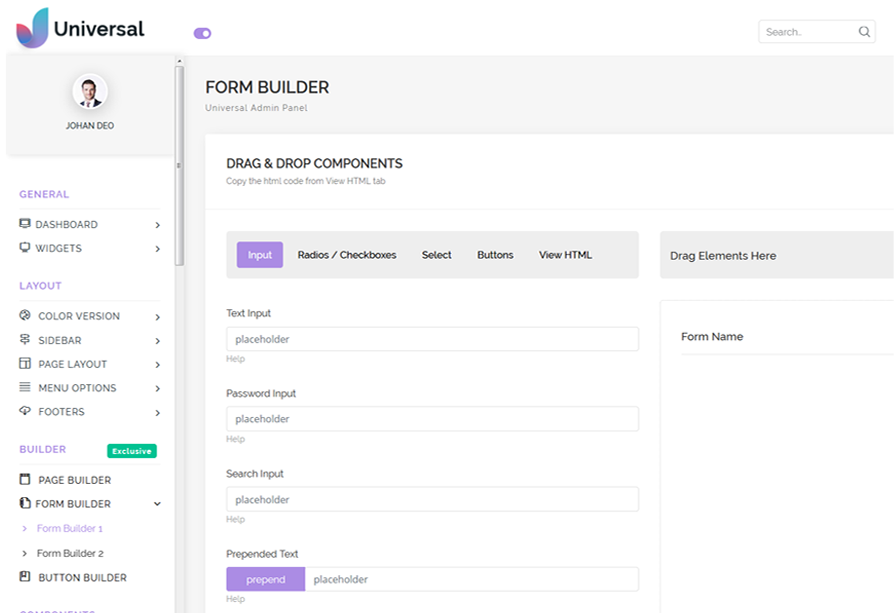 Universal
Search..
JOHAN DEO
GENERAL
DASHBOARD
WIDGETS
LAYOUT
COLOR VERSION
SIDEBAR
PAGE LAYOUT
MENU OPTIONS
FOOTERS
BUILDER
Exclusive
PAGE BUILDER
FORM BUILDER
Form Builder 1
Form Builder 2
BUTTON BUILDER
COMPONENTS
FORM BUILDER
Universal Admin Panel
DRAG & DROP COMPONENTS
Copy the html code from View HTML tab
Input Radios / Checkboxes Select Buttons View HTML
Text Input
placeholder
Help
Password Input
placeholder
Help
Search Input
placeholder
Help
Prepended Text
prepend placeholder
Help
Drag Elements Here
Form Name